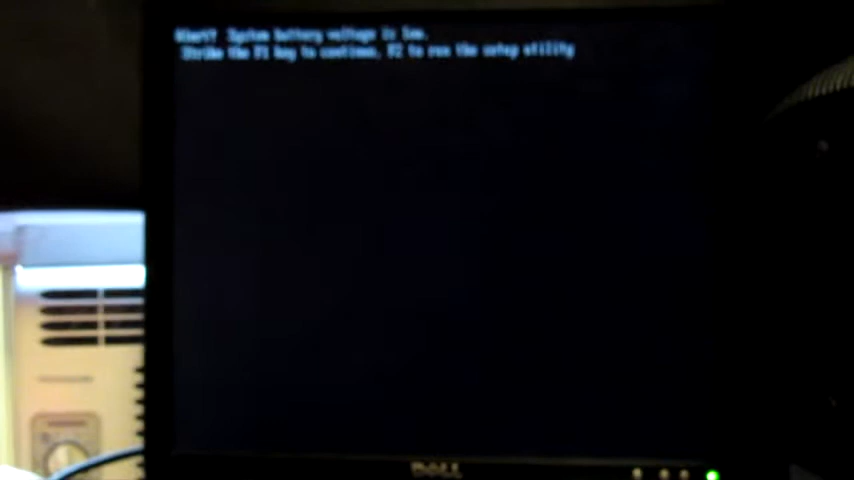 Alert! System battery voltage is low.
Strike the F1 key to continue, F2 to run the setup utility
DELL